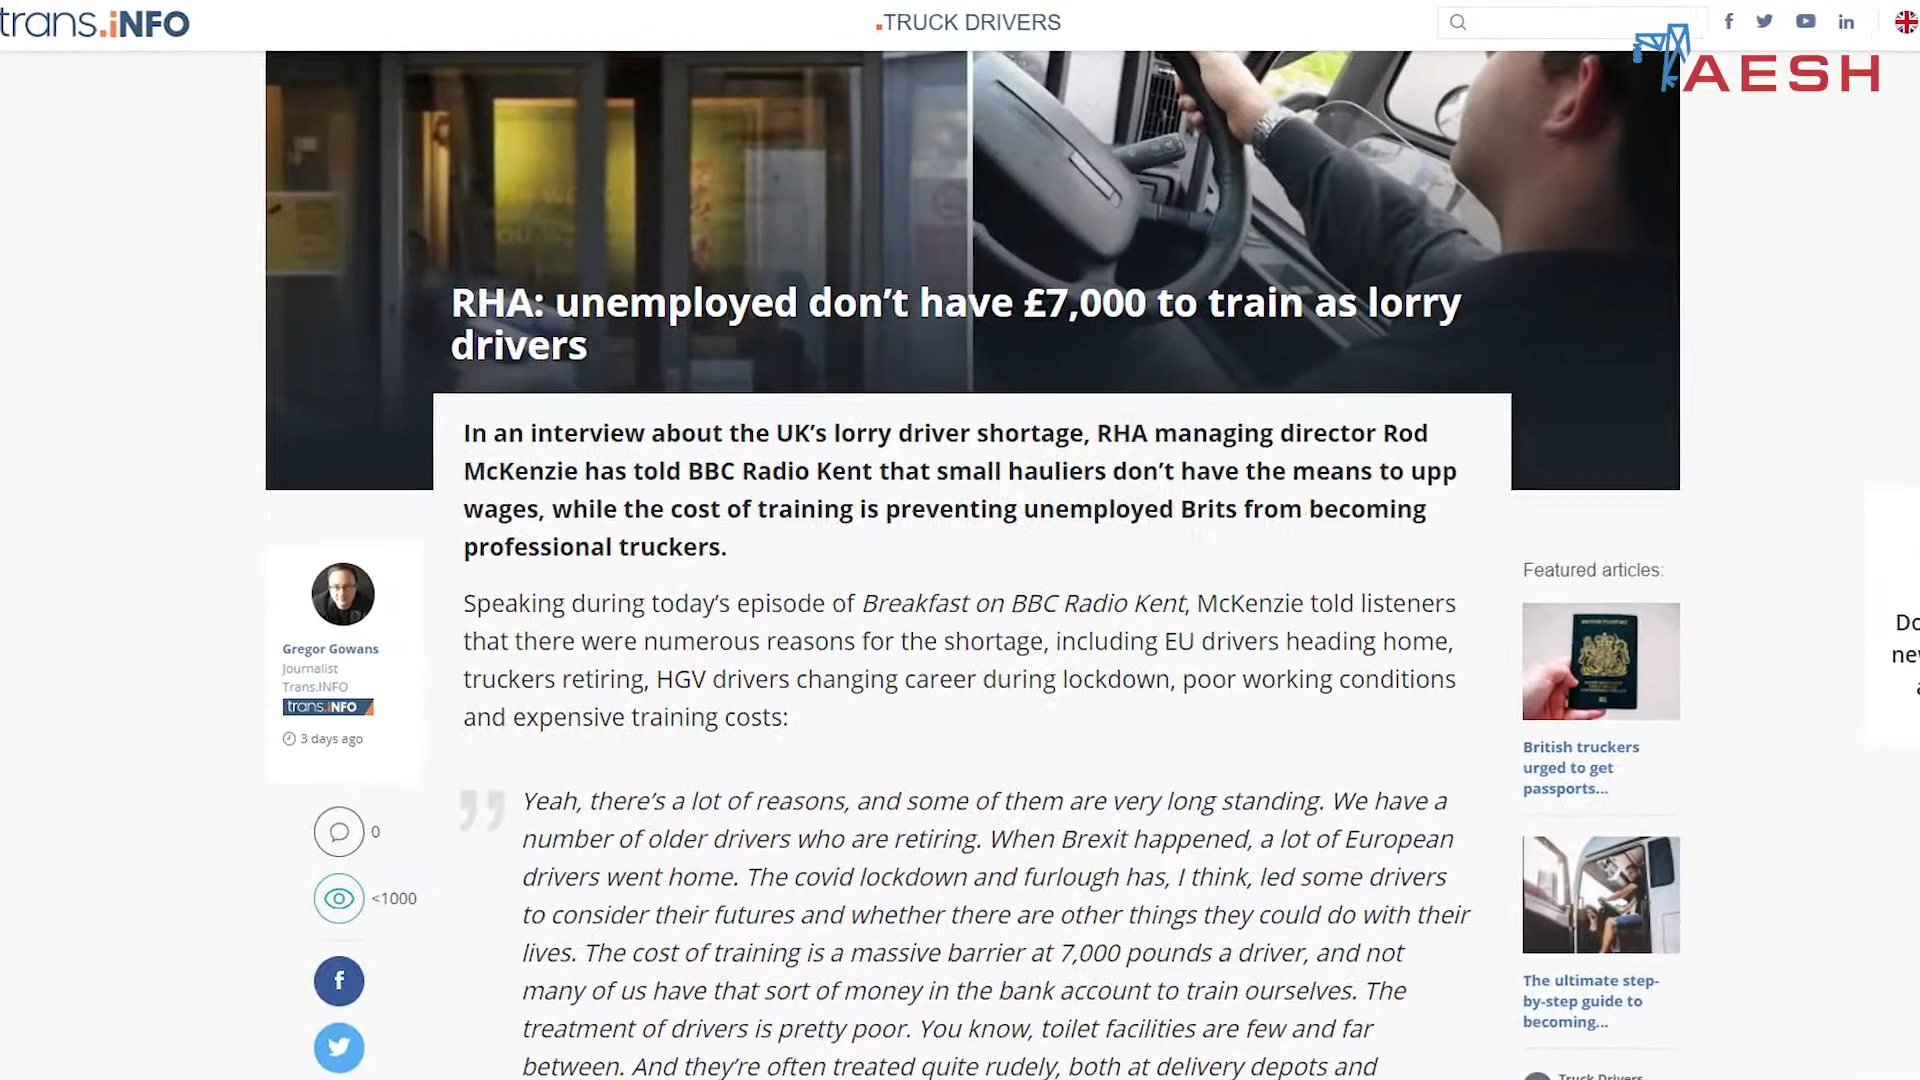 trans.iNFO
.TRUCK DRIVERS
AESH
RHA: unemployed don’t have £7,000 to train as lorry
drivers
In an interview about the UK’s lorry driver shortage, RHA managing director Rod
McKenzie has told BBC Radio Kent that small hauliers don’t have the means to upp
wages, while the cost of training is preventing unemployed Brits from becoming
professional truckers.
Speaking during today’s episode of Breakfast on BBC Radio Kent, McKenzie told listeners
that there were numerous reasons for the shortage, including EU drivers heading home,
truckers retiring, HGV drivers changing career during lockdown, poor working conditions
and expensive training costs:
Yeah, there’s a lot of reasons, and some of them are very long standing. We have a
number of older drivers who are retiring. When Brexit happened, a lot of European
drivers went home. The covid lockdown and furlough has, I think, led some drivers
to consider their futures and whether there are other things they could do with their
lives. The cost of training is a massive barrier at 7,000 pounds a driver, and not
many of us have that sort of money in the bank account to train ourselves. The
treatment of drivers is pretty poor. You know, toilet facilities are few and far
between. And they’re often treated quite rudely, both at delivery depots and
Gregor Gowans
Journalist
Trans.INFO
trans.iNFO
3 days ago
0
<1000
Featured articles:
British truckers
urged to get
passports...
The ultimate step-
by-step guide to
becoming...
Truck Drivers
Do
new
a